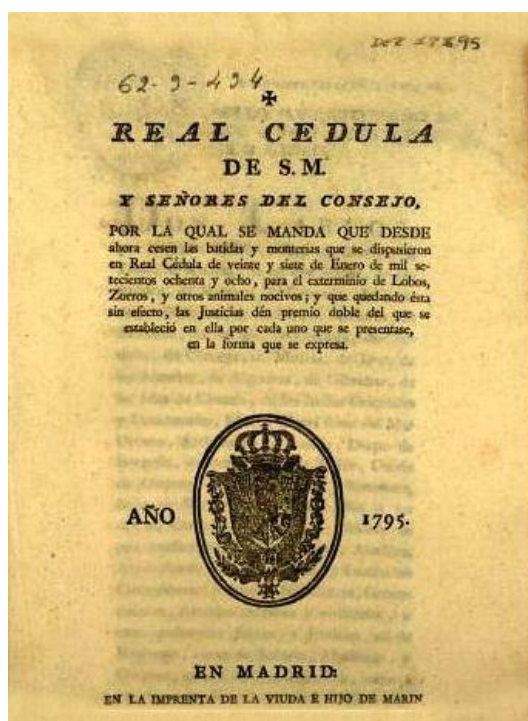 62-9-494
REAL CEDULA
DE S.M.
Y SEÑORES DEL CONSEJO,
POR LA QUAL SE MANDA QUE DESDE
ahora cesen las batidas y monterias que se dispusieron
en Real Cédula de veinte y siete de Enero de mil se-
tecientos ochenta y ocho, para el exterminio de Lobos,
Zorros, y otros animales nocivos; y que quedando ésta
sin efecto, las Justicias dén premio doble del que se
estableció en ella por cada uno que se presentase,
en la forma que se expresa.
AÑO 1795.
EN MADRID:
EN LA IMPRENTA DE LA VIUDA E HIJO DE MARIN